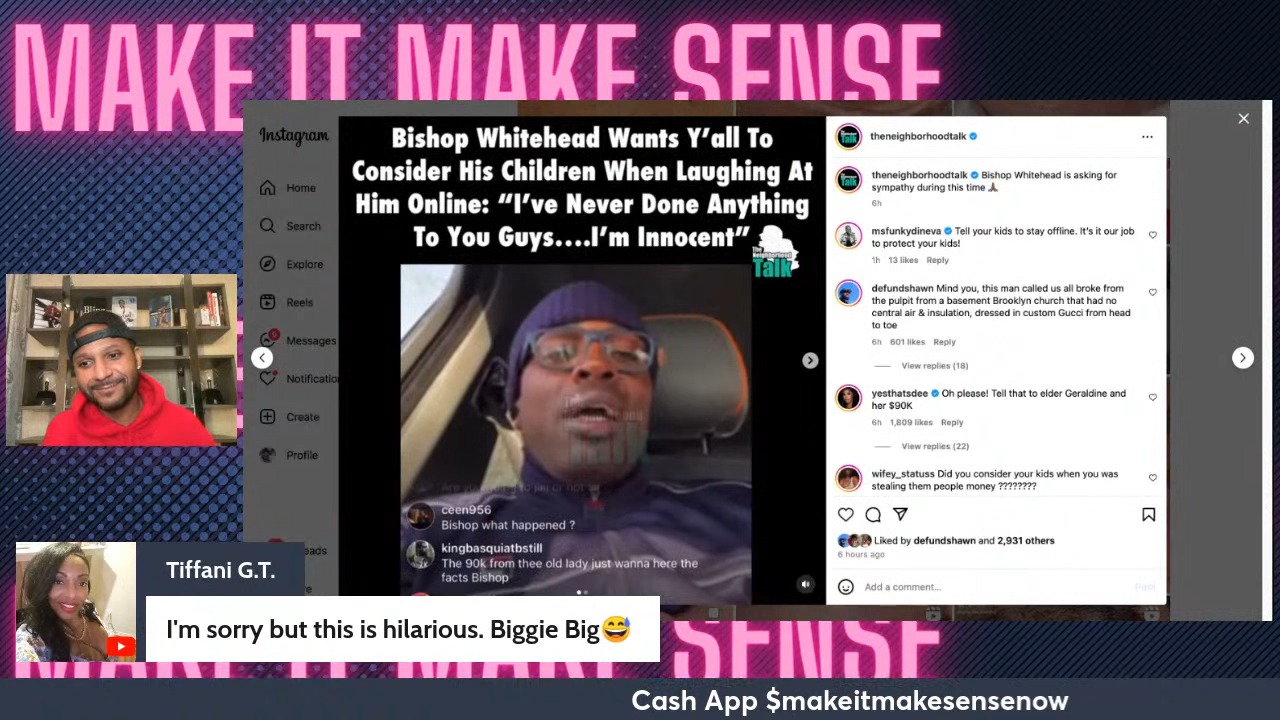 MAKE IT MAKE SENSE
Instagram
Home
Search
Explore
Reels
Messages
Notification
Create
Profile
Bishop Whitehead Wants Y'all To
Consider His Children When Laughing At
Him Online: “I've Never Done Anything
To You Guys....I'm Innocent”
The
Neighborhood
Talk
ceen956
Bishop what happened ?
kingbasquiatbstill
The 90k from thee old lady just wanna here the
facts Bishop
theneighborhoodtalk
theneighborhoodtalk Bishop Whitehead is asking for
sympathy during this time 🙏🏾
6h
msfunkydineva Tell your kids to stay offline. It's it our job
to protect your kids!
1h 13 likes Reply
defundshawn Mind you, this man called us all broke from
the pulpit from a basement Brooklyn church that had no
central air & insulation, dressed in custom Gucci from head
to toe
6h 601 likes Reply
View replies (18)
yesthatsdee Oh please! Tell that to elder Geraldine and
her $90K
6h 1,809 likes Reply
View replies (22)
wifey_statuss Did you consider your kids when you was
stealing them people money ????????
Liked by defundshawn and 2,931 others
6 hours ago
Add a comment...
Post
Tiffani G.T.
I'm sorry but this is hilarious. Biggie Big😅
MAKE IT MAKE SENSE
Cash App $makeitmakesensenow